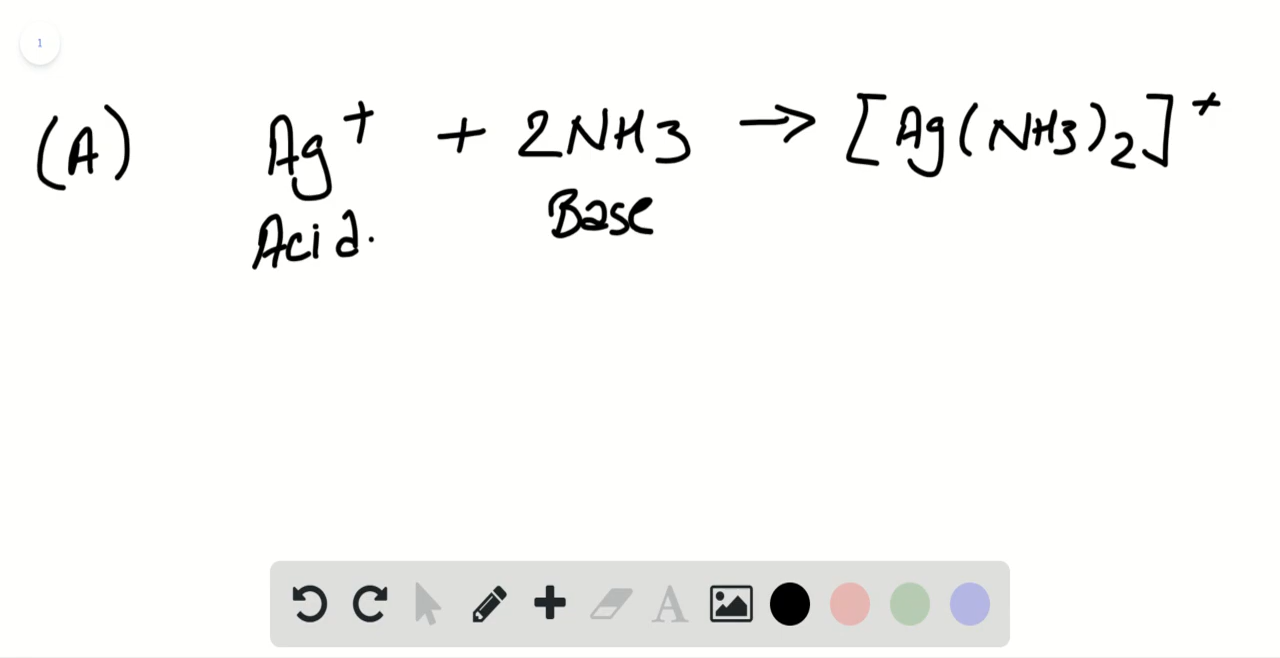 1
(A) Ag⁺ + 2NH3 → [Ag(NH3)₂]⁺
Acid. Base
A